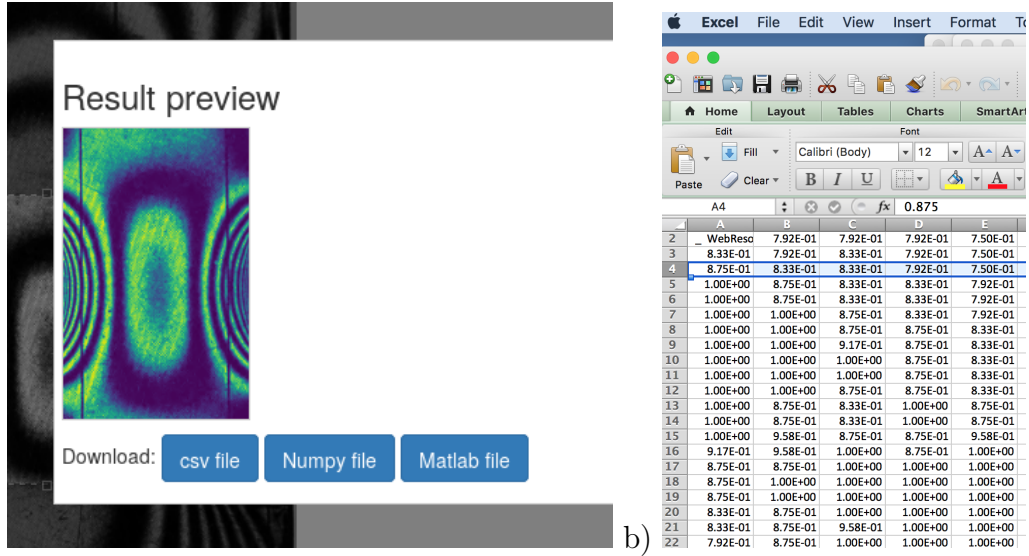 Result preview
Download: csv file Numpy file Matlab file
b)
Excel File Edit View Insert Format
Home Layout Tables Charts SmartArt
Edit Font
Fill Calibri (Body) 12 A A
Paste Clear B I U A
A4 fx 0.875
A B C D E
2 _ WebReso 7.92E-01 7.92E-01 7.92E-01 7.50E-01
3 8.33E-01 7.92E-01 8.33E-01 7.92E-01 7.50E-01
4 8.75E-01 8.33E-01 8.33E-01 7.92E-01 7.50E-01
5 1.00E+00 8.75E-01 8.33E-01 8.33E-01 7.92E-01
6 1.00E+00 8.75E-01 8.33E-01 8.33E-01 7.92E-01
7 1.00E+00 1.00E+00 8.75E-01 8.33E-01 7.92E-01
8 1.00E+00 1.00E+00 8.75E-01 8.75E-01 8.33E-01
9 1.00E+00 1.00E+00 9.17E-01 8.75E-01 8.33E-01
10 1.00E+00 1.00E+00 1.00E+00 8.75E-01 8.33E-01
11 1.00E+00 1.00E+00 1.00E+00 8.75E-01 8.33E-01
12 1.00E+00 1.00E+00 8.75E-01 8.75E-01 8.33E-01
13 1.00E+00 8.75E-01 8.33E-01 1.00E+00 8.75E-01
14 1.00E+00 8.75E-01 8.33E-01 1.00E+00 8.75E-01
15 1.00E+00 9.58E-01 8.75E-01 8.75E-01 9.58E-01
16 9.17E-01 9.58E-01 1.00E+00 8.75E-01 1.00E+00
17 8.75E-01 8.75E-01 1.00E+00 1.00E+00 1.00E+00
18 8.75E-01 1.00E+00 1.00E+00 1.00E+00 1.00E+00
19 8.75E-01 1.00E+00 1.00E+00 1.00E+00 1.00E+00
20 8.33E-01 8.75E-01 1.00E+00 1.00E+00 1.00E+00
21 8.33E-01 8.75E-01 9.58E-01 1.00E+00 1.00E+00
22 7.92E-01 8.75E-01 1.00E+00 1.00E+00 1.00E+00